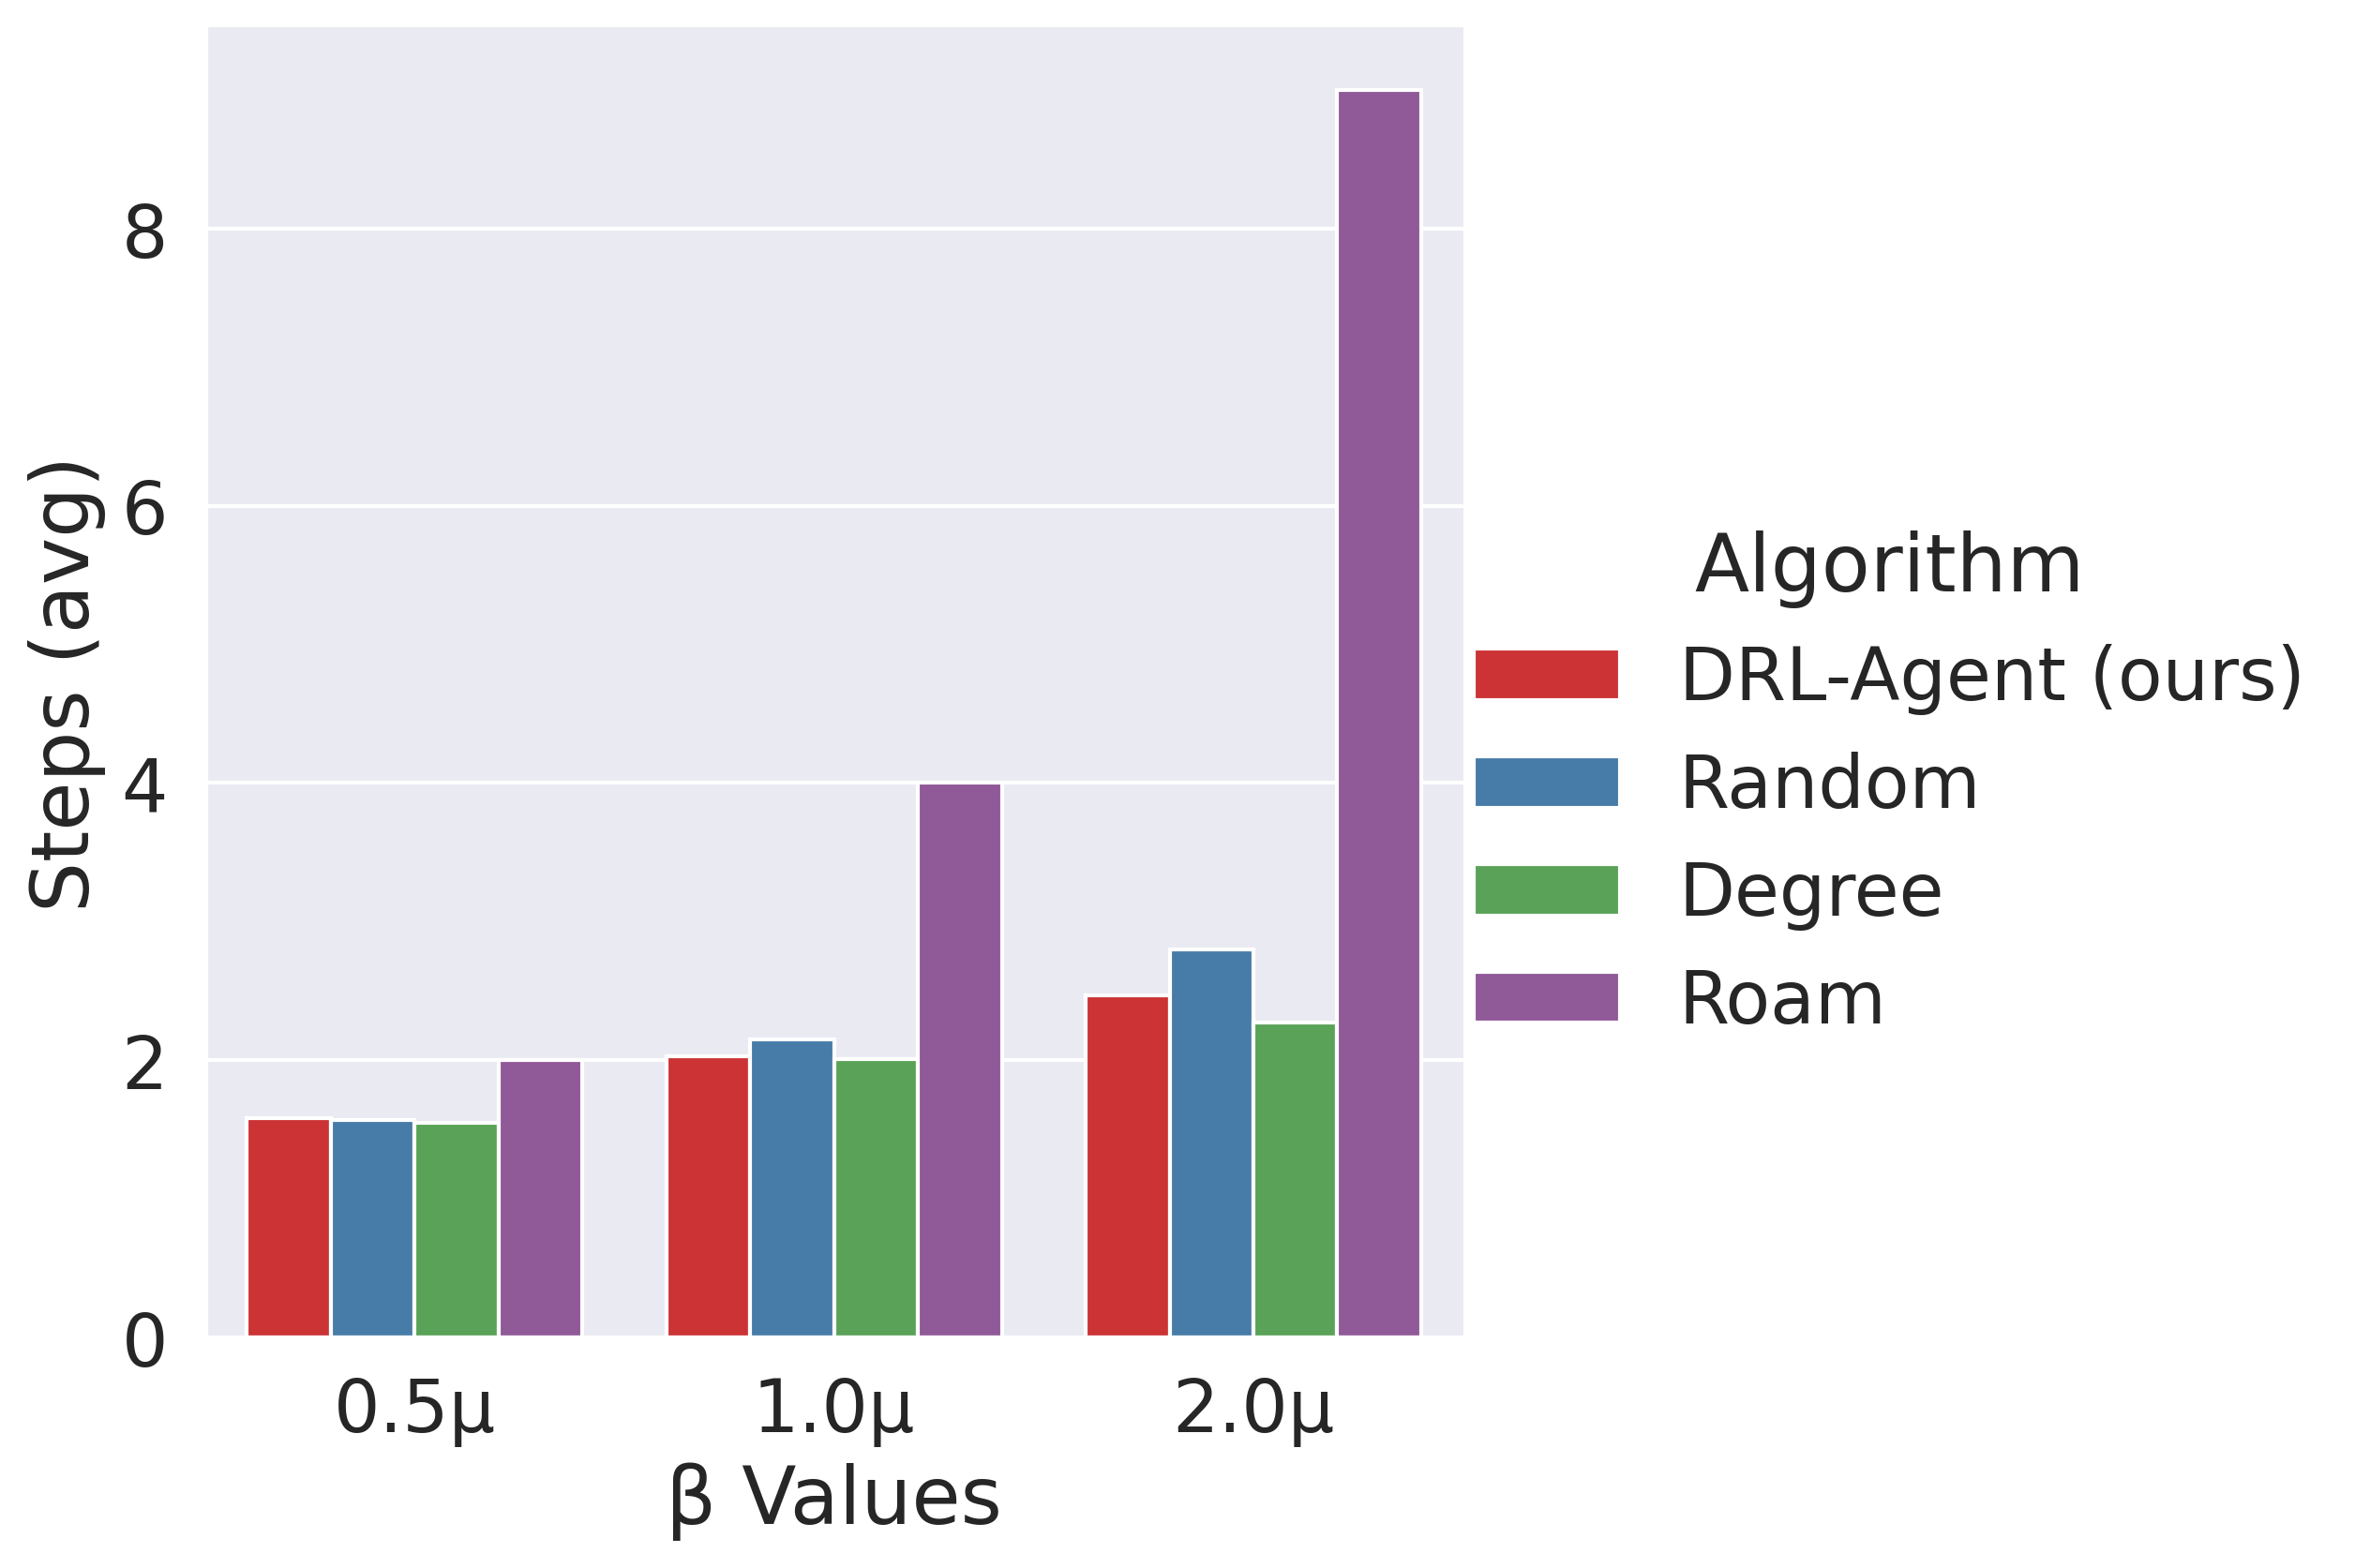 Steps (avg)
8
6
4
2
0
0.5μ
1.0μ
2.0μ
β Values
Algorithm
DRL-Agent (ours)
Random
Degree
Roam